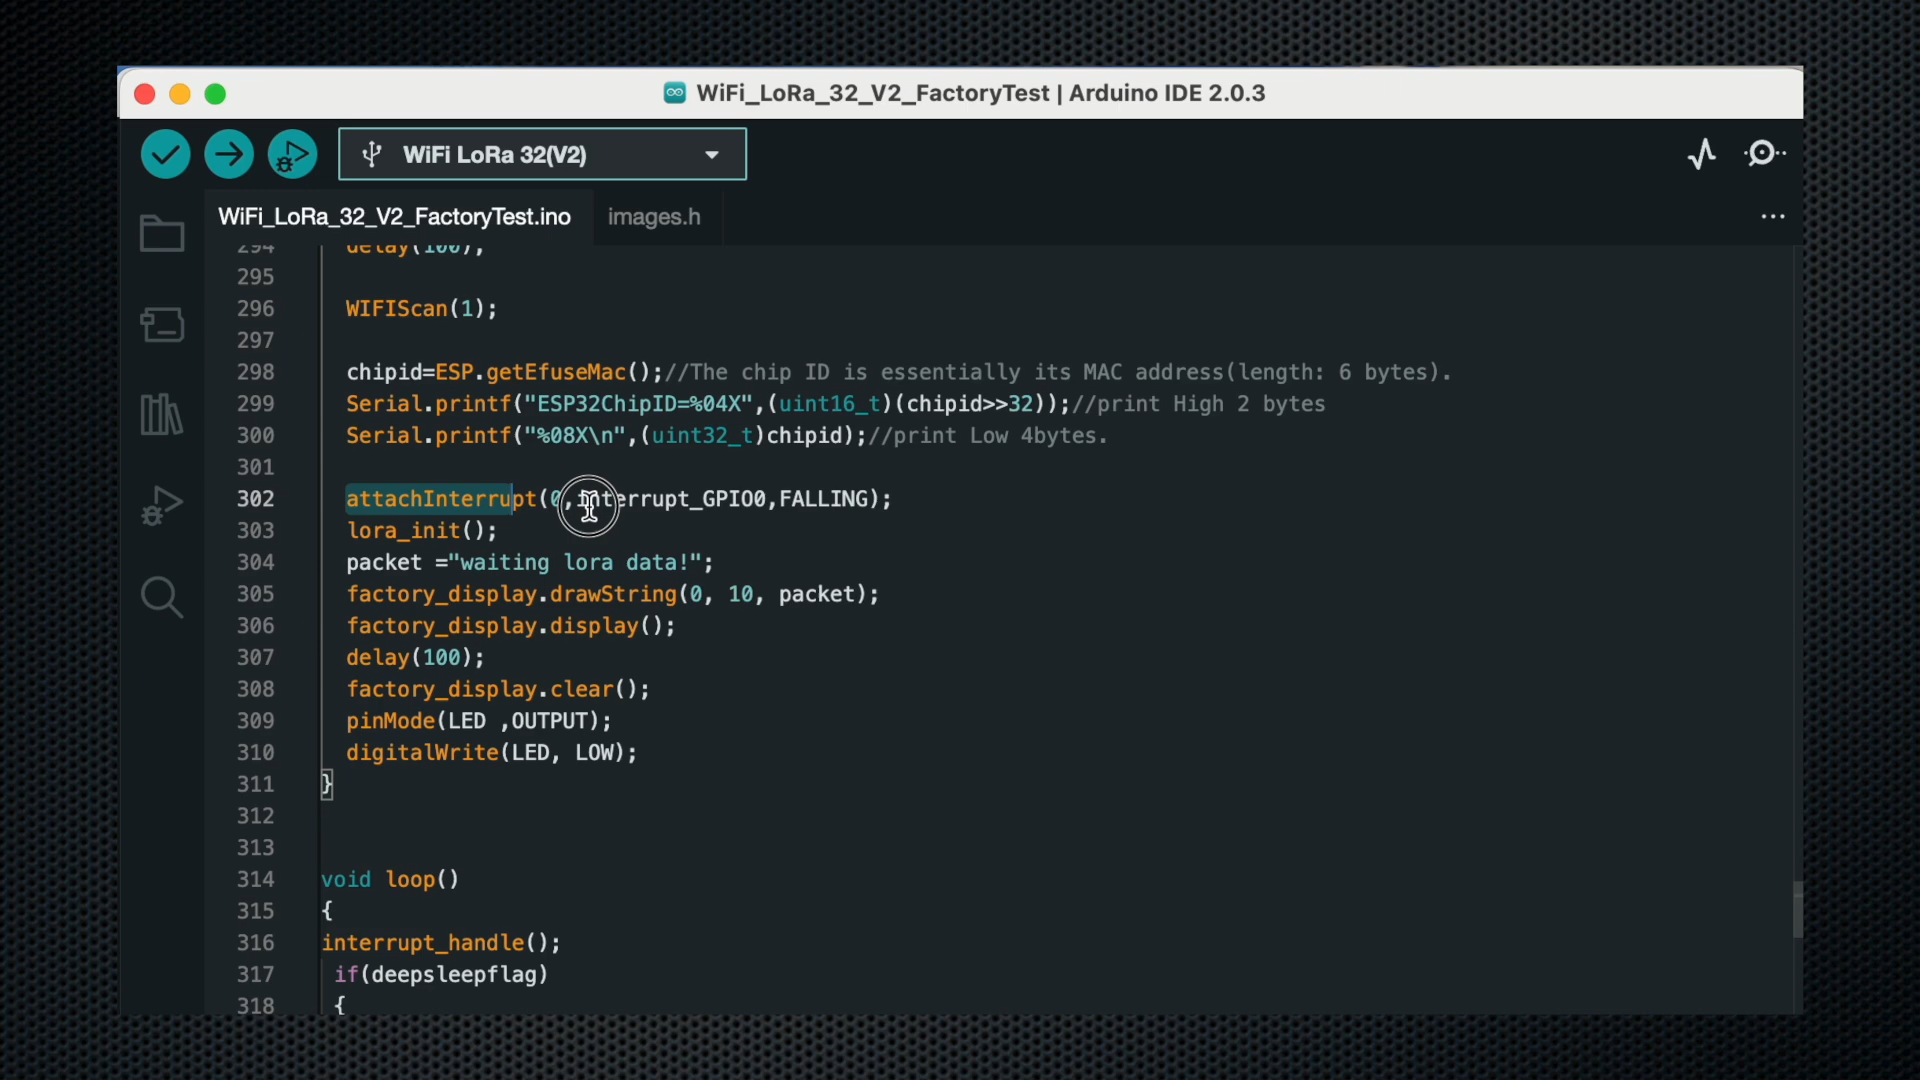 WiFi_LoRa_32_V2_FactoryTest | Arduino IDE 2.0.3
WiFi LoRa 32(V2)
WiFi_LoRa_32_V2_FactoryTest.ino images.h
294 delay(100);
295
296 WIFIScan(1);
297
298 chipid=ESP.getEfuseMac();//The chip ID is essentially its MAC address(length: 6 bytes).
299 Serial.printf("ESP32ChipID=%04X",(uint16_t)(chipid>>32));//print High 2 bytes
300 Serial.printf("%08X\n",(uint32_t)chipid);//print Low 4bytes.
301
302 attachInterrupt(0,interrupt_GPIO0,FALLING);
303 lora_init();
304 packet ="waiting lora data!";
305 factory_display.drawString(0, 10, packet);
306 factory_display.display();
307 delay(100);
308 factory_display.clear();
309 pinMode(LED ,OUTPUT);
310 digitalWrite(LED, LOW);
311 }
312
313
314 void loop()
315 {
316 interrupt_handle();
317 if(deepsleepflag)
318 {